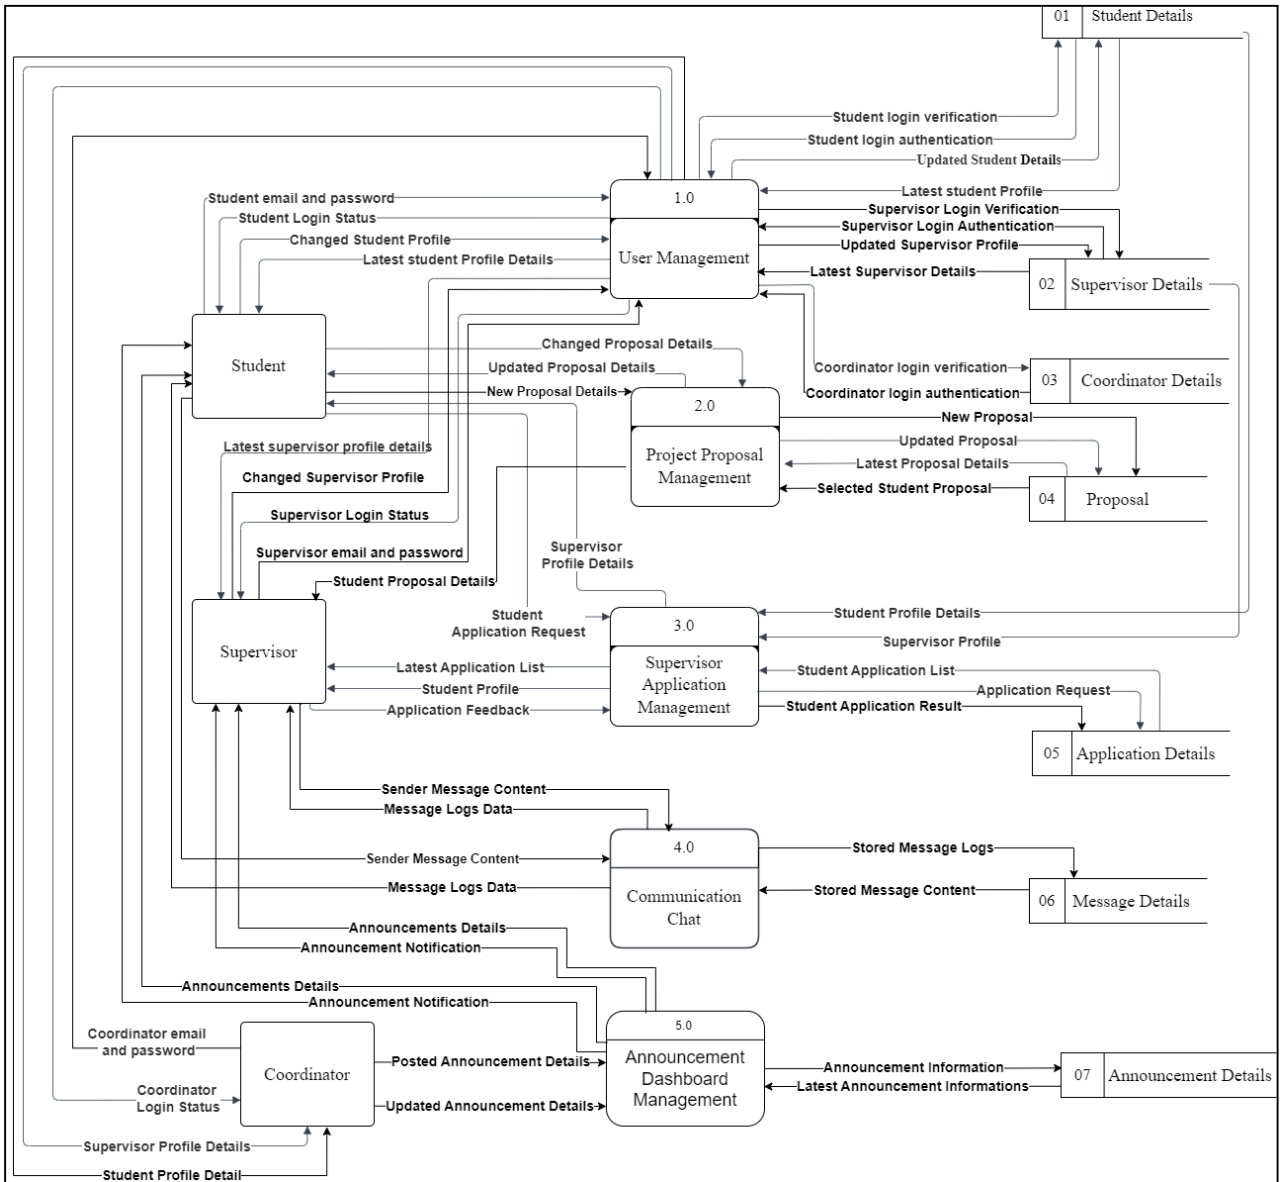 01 Student Details
Student login verification
Student login authentication
Updated Student Details
Latest student Profile
Student email and password
1.0
Supervisor Login Verification
Student Login Status
Supervisor Login Authentication
Changed Student Profile
Updated Supervisor Profile
Latest student Profile Details
User Management
Latest Supervisor Details
02 Supervisor Details
Student
Changed Proposal Details
Updated Proposal Details
Coordinator login verification
03 Coordinator Details
New Proposal Details
Coordinator login authentication
2.0
New Proposal
Latest supervisor profile details
Updated Proposal
Project Proposal
Management
Latest Proposal Details
Changed Supervisor Profile
Selected Student Proposal
04 Proposal
Supervisor Login Status
Supervisor email and password
Supervisor
Profile Details
Student Proposal Details
Student
Application Request
3.0
Student Profile Details
Supervisor Profile
Supervisor
Supervisor
Application
Management
Latest Application List
Student Application List
Student Profile
Application Request
Application Feedback
Student Application Result
05 Application Details
Sender Message Content
Message Logs Data
4.0
Stored Message Logs
Sender Message Content
Message Logs Data
Communication
Chat
Stored Message Content
06 Message Details
Announcements Details
Announcement Notification
Announcements Details
Announcement Notification
5.0
Coordinator email
and password
Coordinator
Posted Announcement Details
Announcement
Dashboard
Management
Announcement Information
07 Announcement Details
Latest Announcement Informations
Coordinator
Login Status
Updated Announcement Details
Supervisor Profile Details
Student Profile Detail